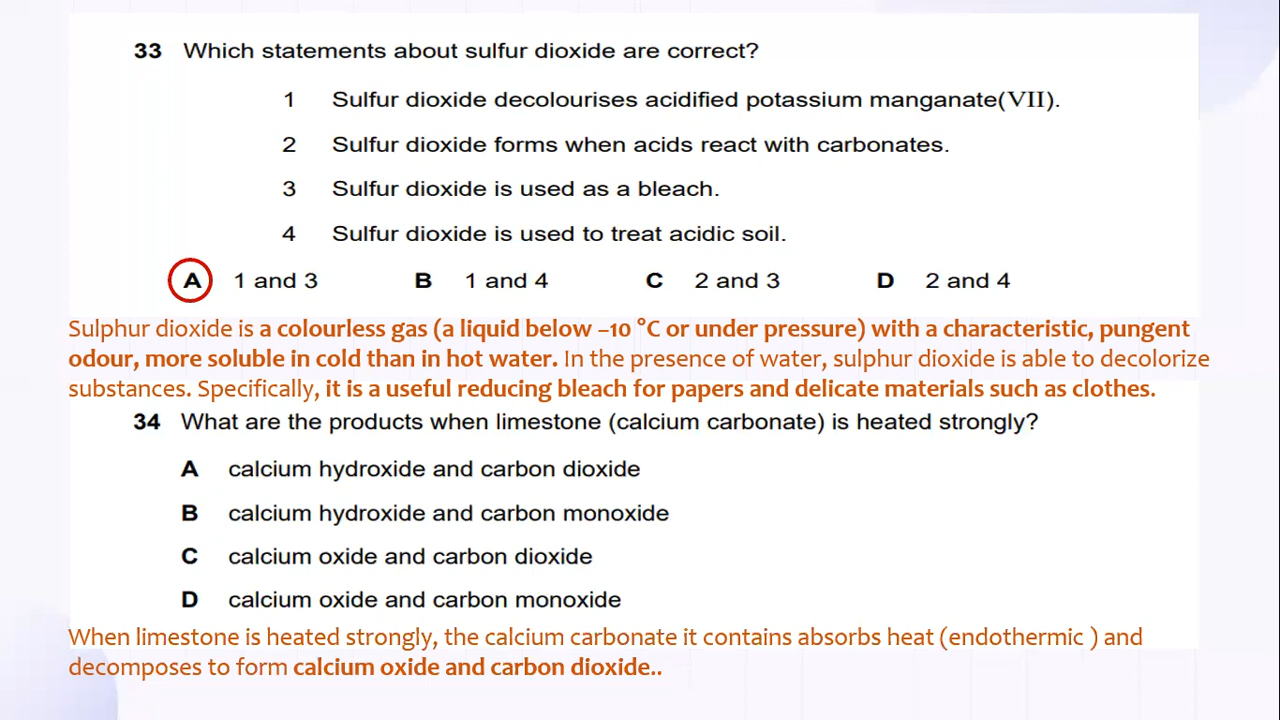 33 Which statements about sulfur dioxide are correct?
1 Sulfur dioxide decolourises acidified potassium manganate(VII).
2 Sulfur dioxide forms when acids react with carbonates.
3 Sulfur dioxide is used as a bleach.
4 Sulfur dioxide is used to treat acidic soil.
A 1 and 3 B 1 and 4 C 2 and 3 D 2 and 4
Sulphur dioxide is a colourless gas (a liquid below –10 °C or under pressure) with a characteristic, pungent
odour, more soluble in cold than in hot water. In the presence of water, sulphur dioxide is able to decolorize
substances. Specifically, it is a useful reducing bleach for papers and delicate materials such as clothes.
34 What are the products when limestone (calcium carbonate) is heated strongly?
A calcium hydroxide and carbon dioxide
B calcium hydroxide and carbon monoxide
C calcium oxide and carbon dioxide
D calcium oxide and carbon monoxide
When limestone is heated strongly, the calcium carbonate it contains absorbs heat (endothermic ) and
decomposes to form calcium oxide and carbon dioxide..